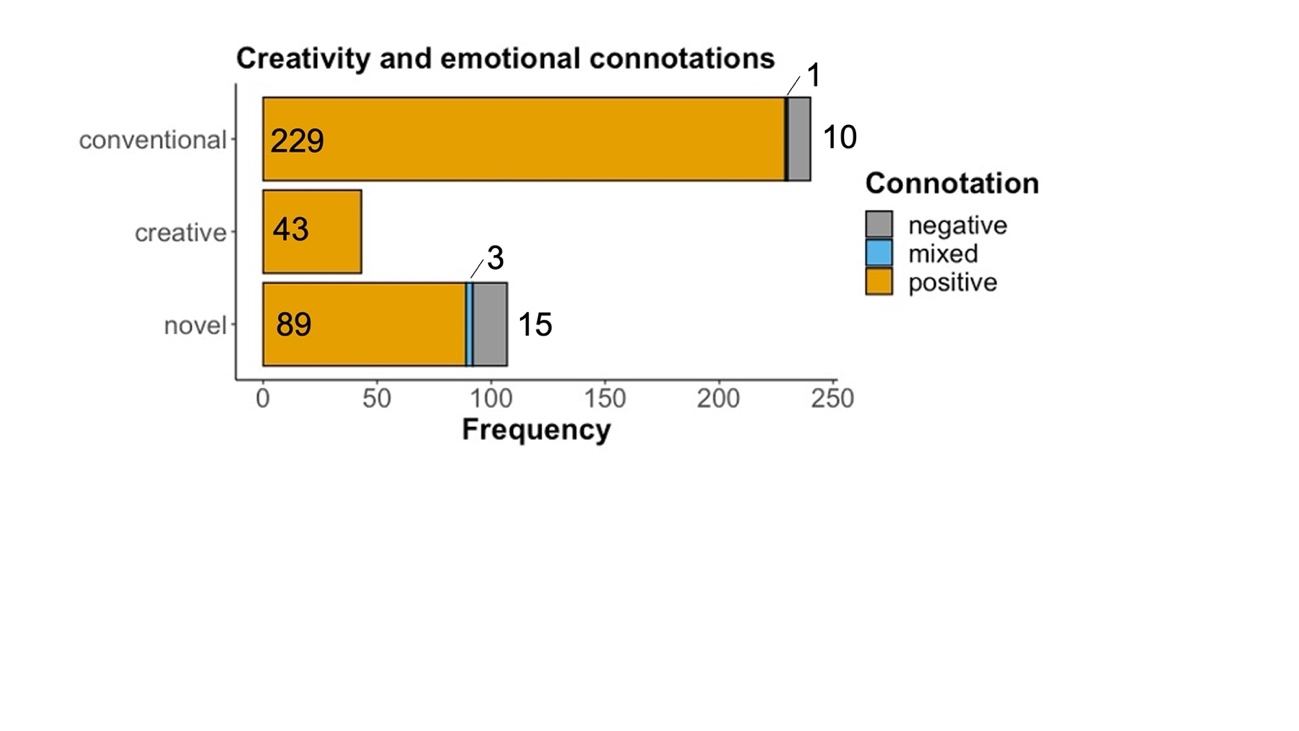 Creativity and emotional connotations
1
conventional
229
10
creative
43
3
novel
89
15
0 50 100 150 200 250
Frequency
Connotation
negative
mixed
positive